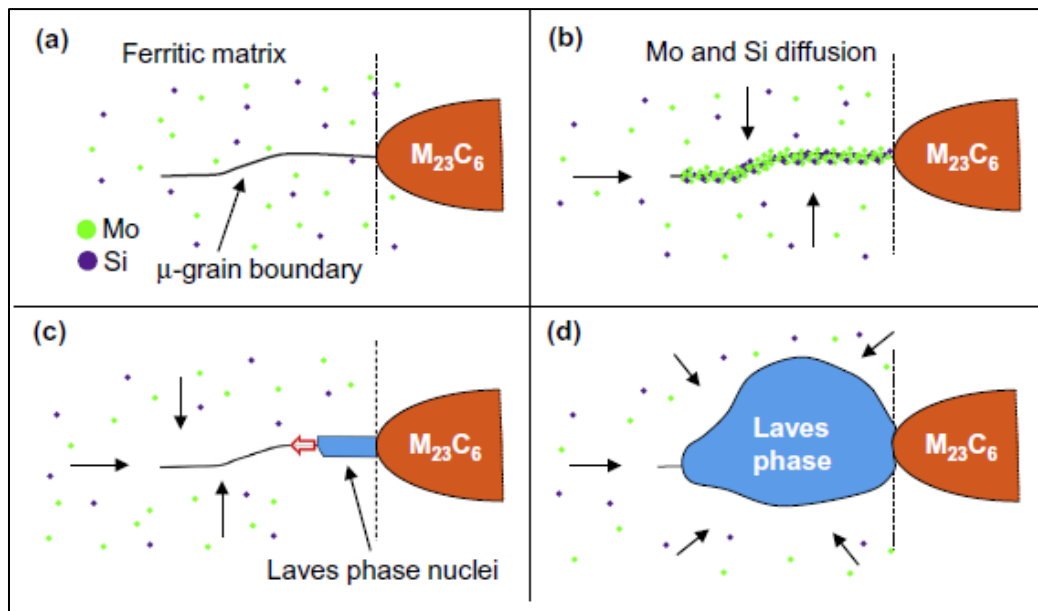 (a)
Ferritic matrix
M23C6
Mo
Si
μ-grain boundary
(b)
Mo and Si diffusion
M23C6
(c)
M23C6
Laves phase nuclei
(d)
Laves
phase
M23C6